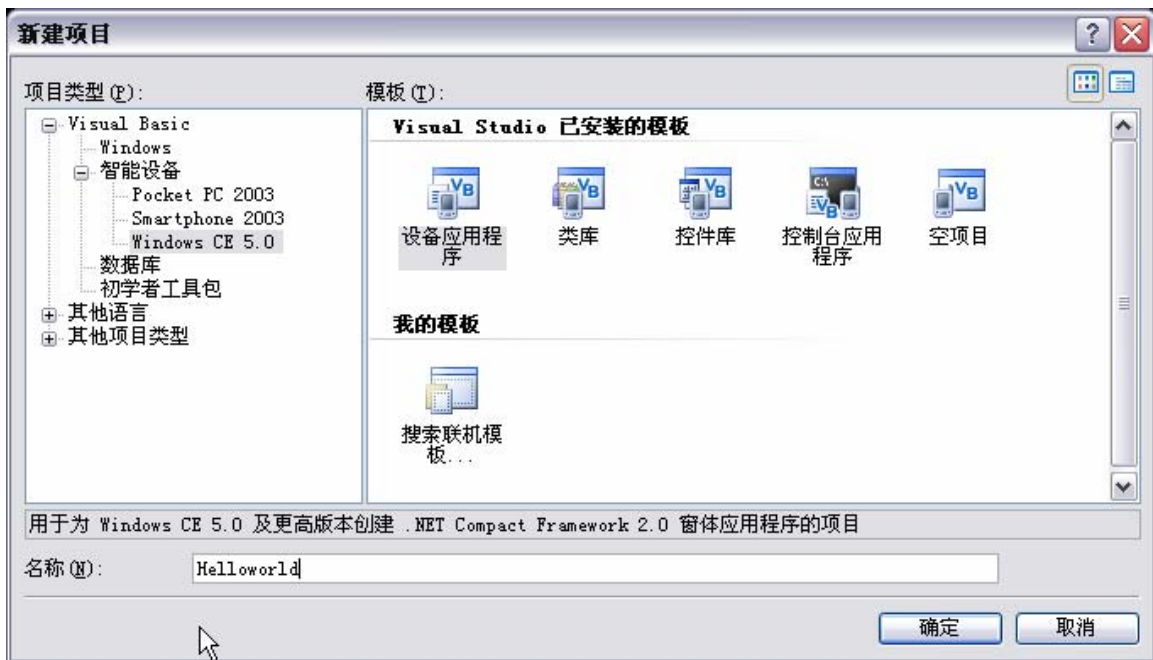 新建项目
项目类型(P):
模板(T):
Visual Basic
Windows
智能设备
Pocket PC 2003
Smartphone 2003
Windows CE 5.0
数据库
初学者工具包
其他语言
其他项目类型
Visual Studio 已安装的模板
设备应用程
序
类库
控件库
控制台应用
程序
空项目
我的模板
搜索联机模
板...
用于为 Windows CE 5.0 及更高版本创建 .NET Compact Framework 2.0 窗体应用程序的项目
名称(N):
Helloworld
确定
取消